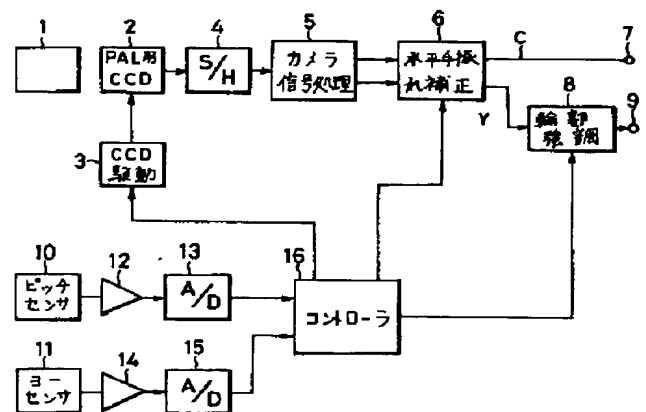 1
2
PAL用
CCD
4
S/H
5
カメラ
信号処理
6
水平手振
れ補正
C
7
Y
8
輪部
強調
9
3
CCD
駆動
10
ピッチ
センサ
12
13
A/D
16
コントローラ
11
ヨー
センサ
14
15
A/D